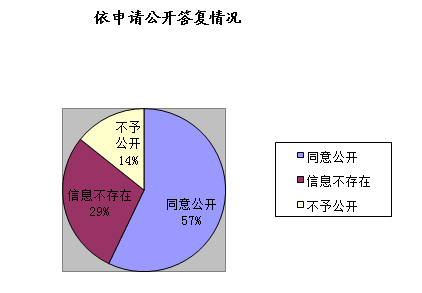 依申请公开答复情况
不予
公开
14%
信息不存在
29%
同意公开
57%
同意公开
信息不存在
不予公开